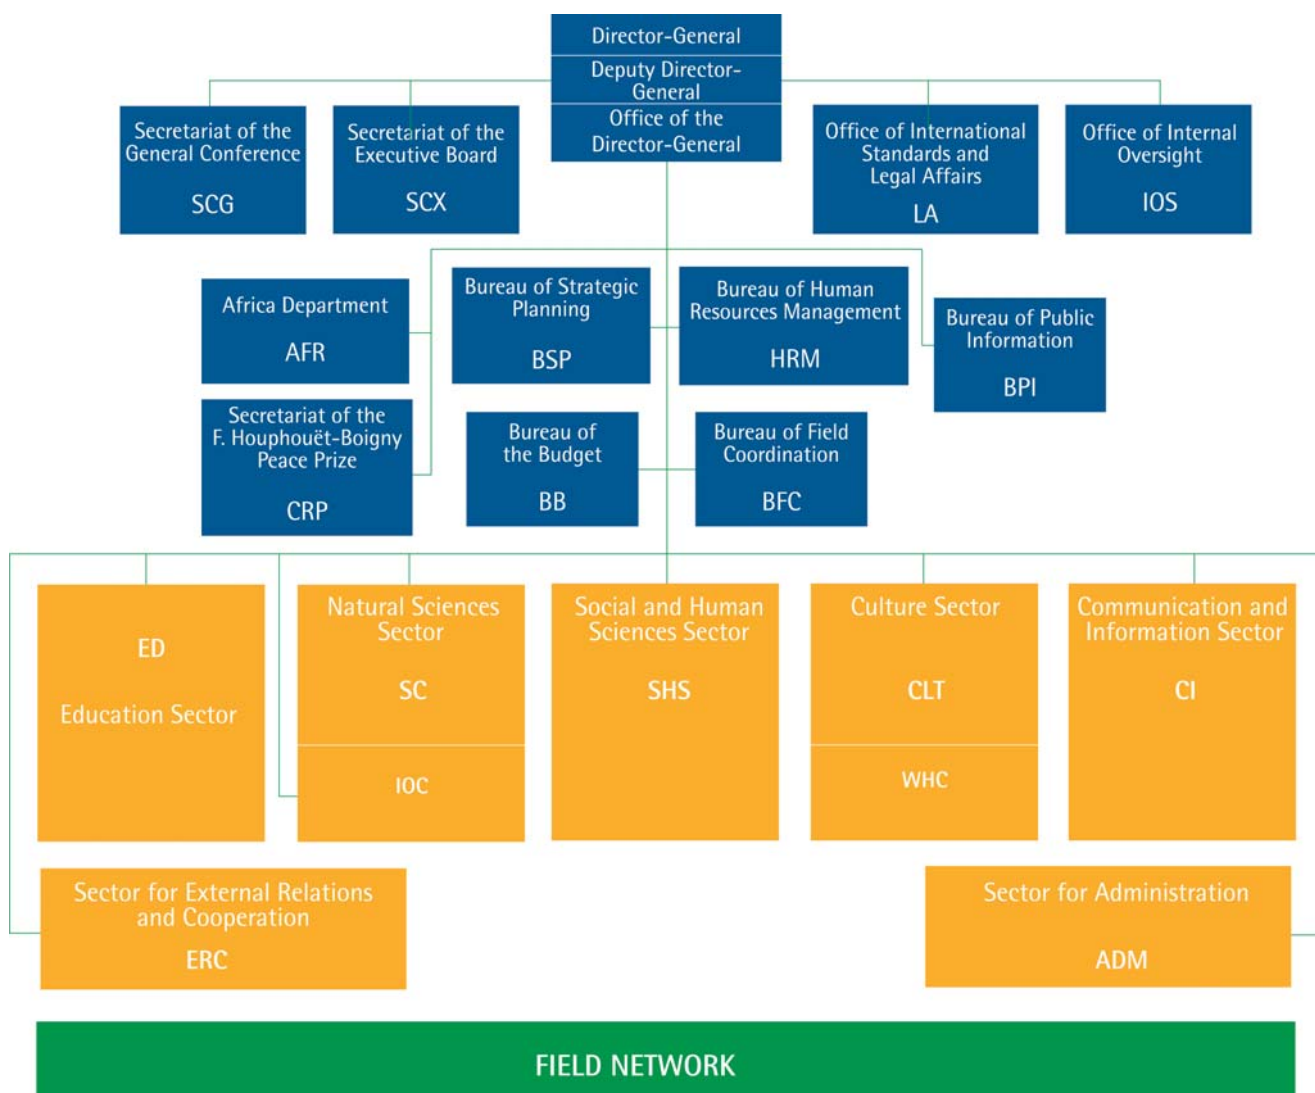 Director-General
Deputy Director-
General
Office of the
Director-General
Secretariat of the
General Conference
SCG
Secretariat of the
Executive Board
SCX
Office of International
Standards and
Legal Affairs
LA
Office of Internal
Oversight
IOS
Africa Department
AFR
Bureau of Strategic
Planning
BSP
Bureau of Human
Resources Management
HRM
Bureau of Public
Information
BPI
Secretariat of the
F. Houphouët-Boigny
Peace Prize
CRP
Bureau of
the Budget
BB
Bureau of Field
Coordination
BFC
ED
Education Sector
Natural Sciences
Sector
SC
IOC
Social and Human
Sciences Sector
SHS
Culture Sector
CLT
WHC
Communication and
Information Sector
CI
Sector for External Relations
and Cooperation
ERC
Sector for Administration
ADM
FIELD NETWORK